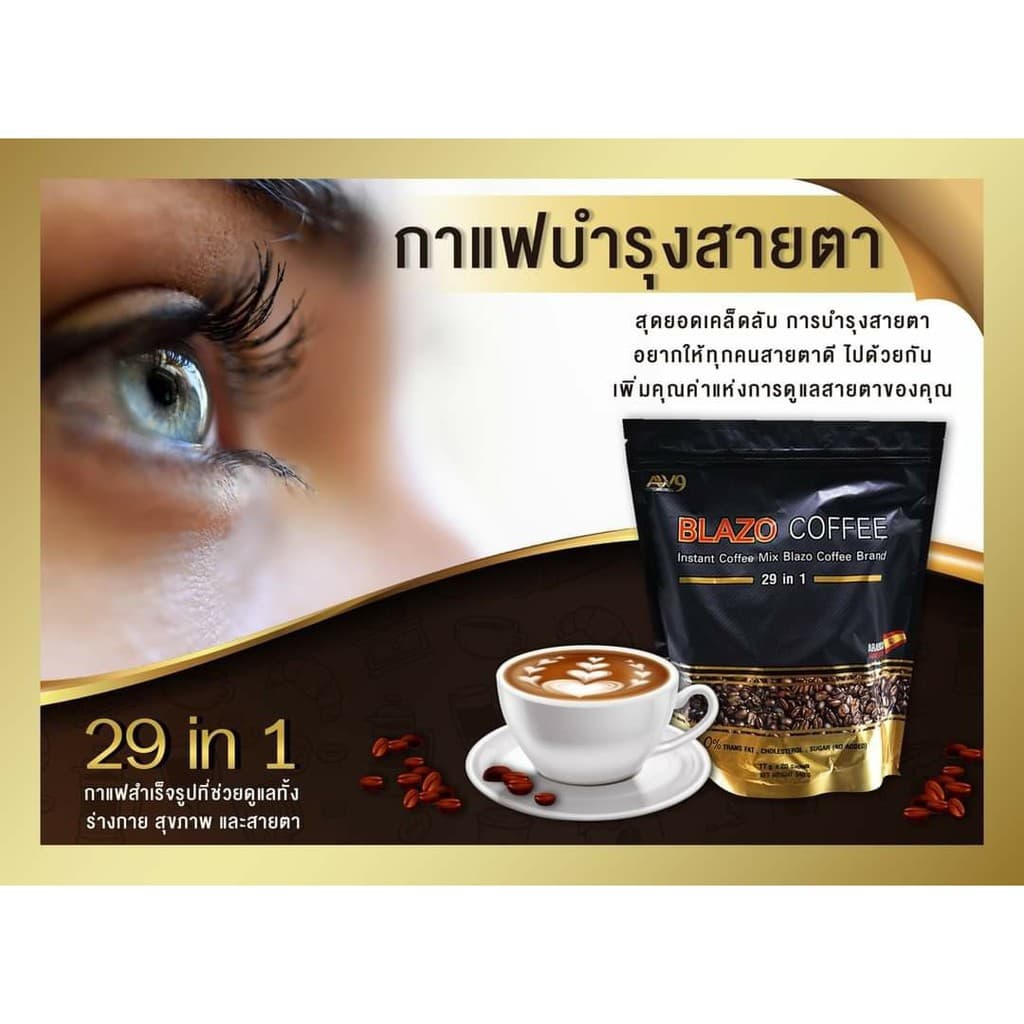 กาแฟบำรุงสายตา
สุดยอดเคล็ดลับ การบำรุงสายตา
อยากให้ทุกคนสายตาดี ไปด้วยกัน
เพิ่มคุณค่าแห่งการดูแลสายตาของคุณ
AW9
BLAZO COFFEE
Instant Coffee Mix Blazo Coffee Brand
29 in 1
0% TRANS FAT , CHOLESTEROL , SUGAR (NO ADDED)
29 in 1
กาแฟสำเร็จรูปที่ช่วยดูแลทั้ง
ร่างกาย สุขภาพ และสายตา